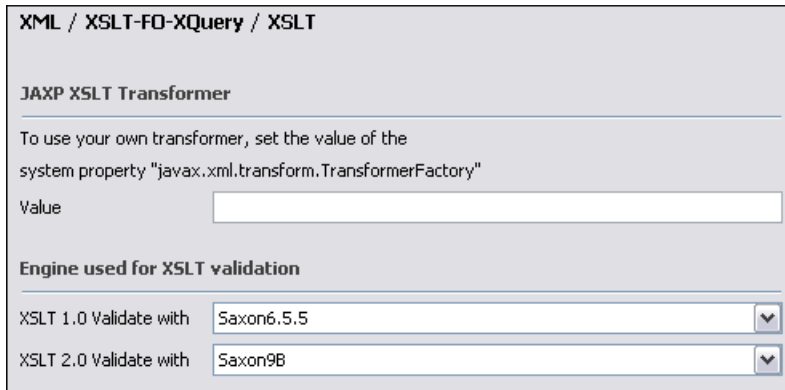 XML / XSLT-FO-XQuery / XSLT
JAXP XSLT Transformer
To use your own transformer, set the value of the
system property "javax.xml.transform.TransformerFactory"
Value
Engine used for XSLT validation
XSLT 1.0 Validate with Saxon6.5.5
XSLT 2.0 Validate with Saxon9B